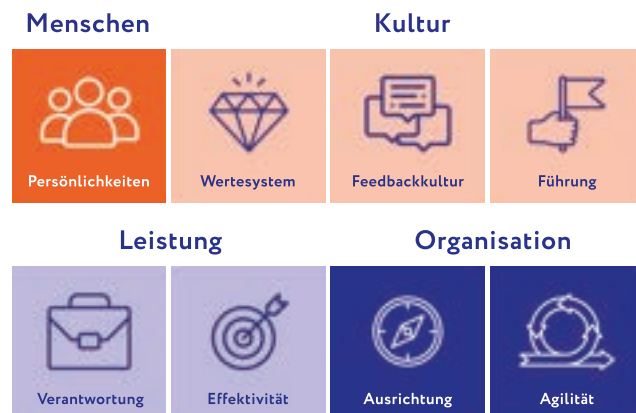 Menschen
Kultur
Persönlichkeiten
Wertesystem
Feedbackkultur
Führung
Leistung
Organisation
Verantwortung
Effektivität
Ausrichtung
Agilität